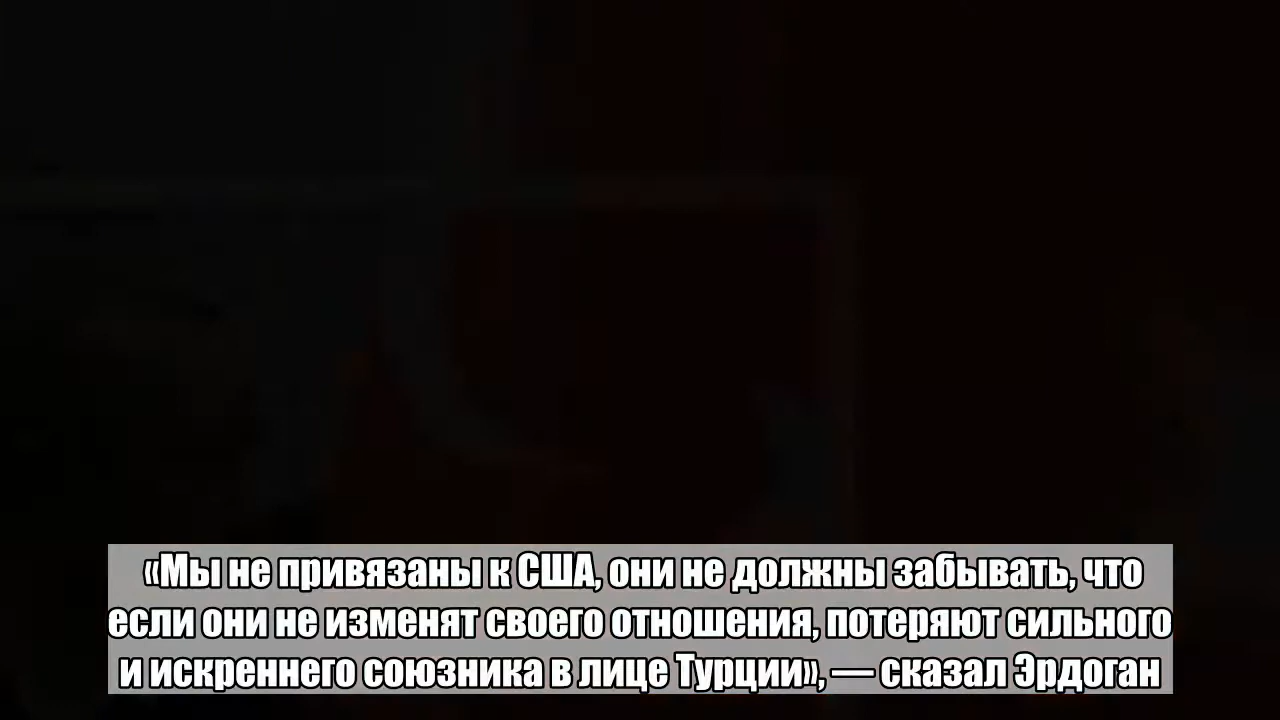 «Мы не привязаны к США, они не должны забывать, что
если они не изменят своего отношения, потеряют сильного
и искреннего союзника в лице Турции», — сказал Эрдоган